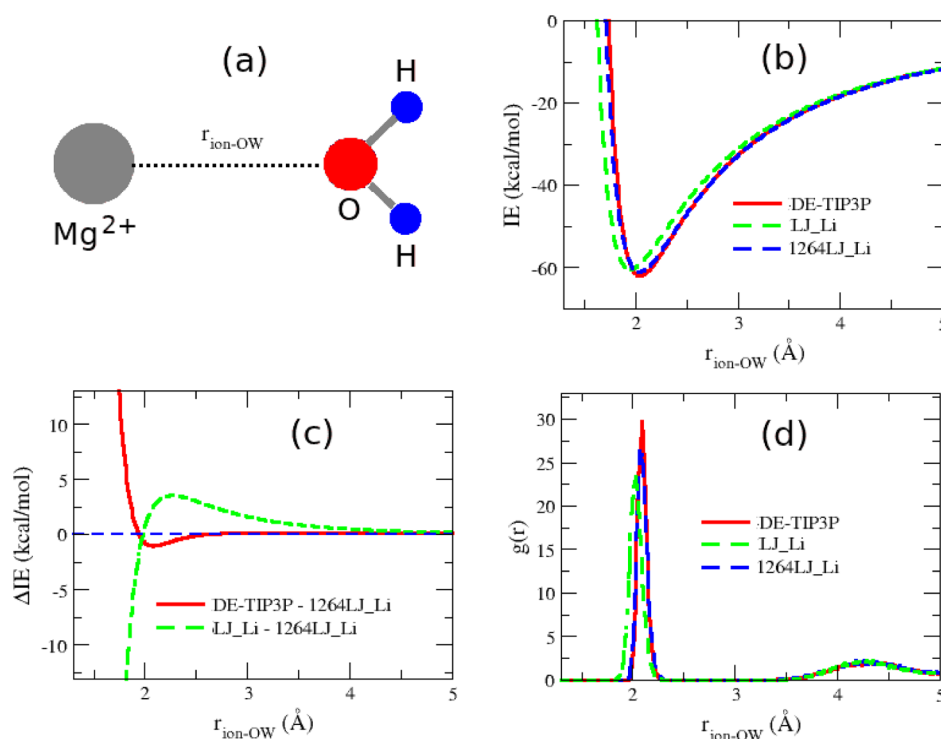 (a)
H
r_ion-OW
O
Mg2+
H
(b)
0
-20
-40
-60
IE (kcal/mol)
-DE-TIP3P
LJ_Li
1264LJ_Li
2
3
4
5
r_ion-OW (Å)
(c)
10
5
0
-5
-10
ΔIE (kcal/mol)
DE-TIP3P - 1264LJ_Li
LJ_Li - 1264LJ_Li
2
3
4
5
r_ion-OW (Å)
(d)
30
25
20
15
10
5
0
g(r)
DE-TIP3P
LJ_Li
1264LJ_Li
2
3
4
5
r_ion-OW (Å)